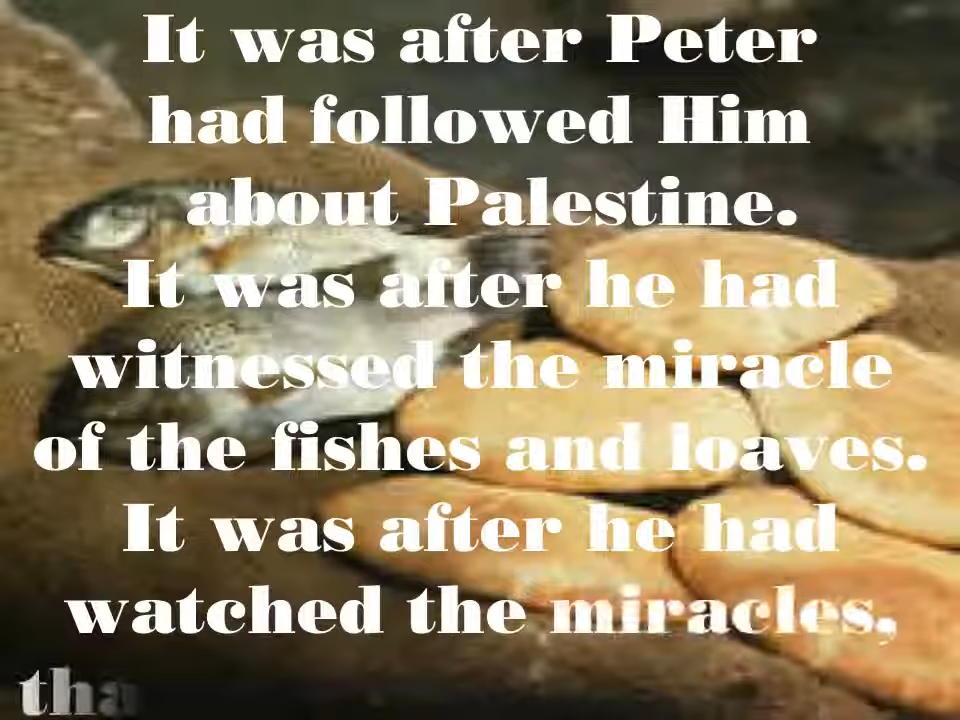 It was after Peter
had followed Him
about Palestine.
It was after he had
witnessed the miracle
of the fishes and loaves.
It was after he had
watched the miracles,
tha